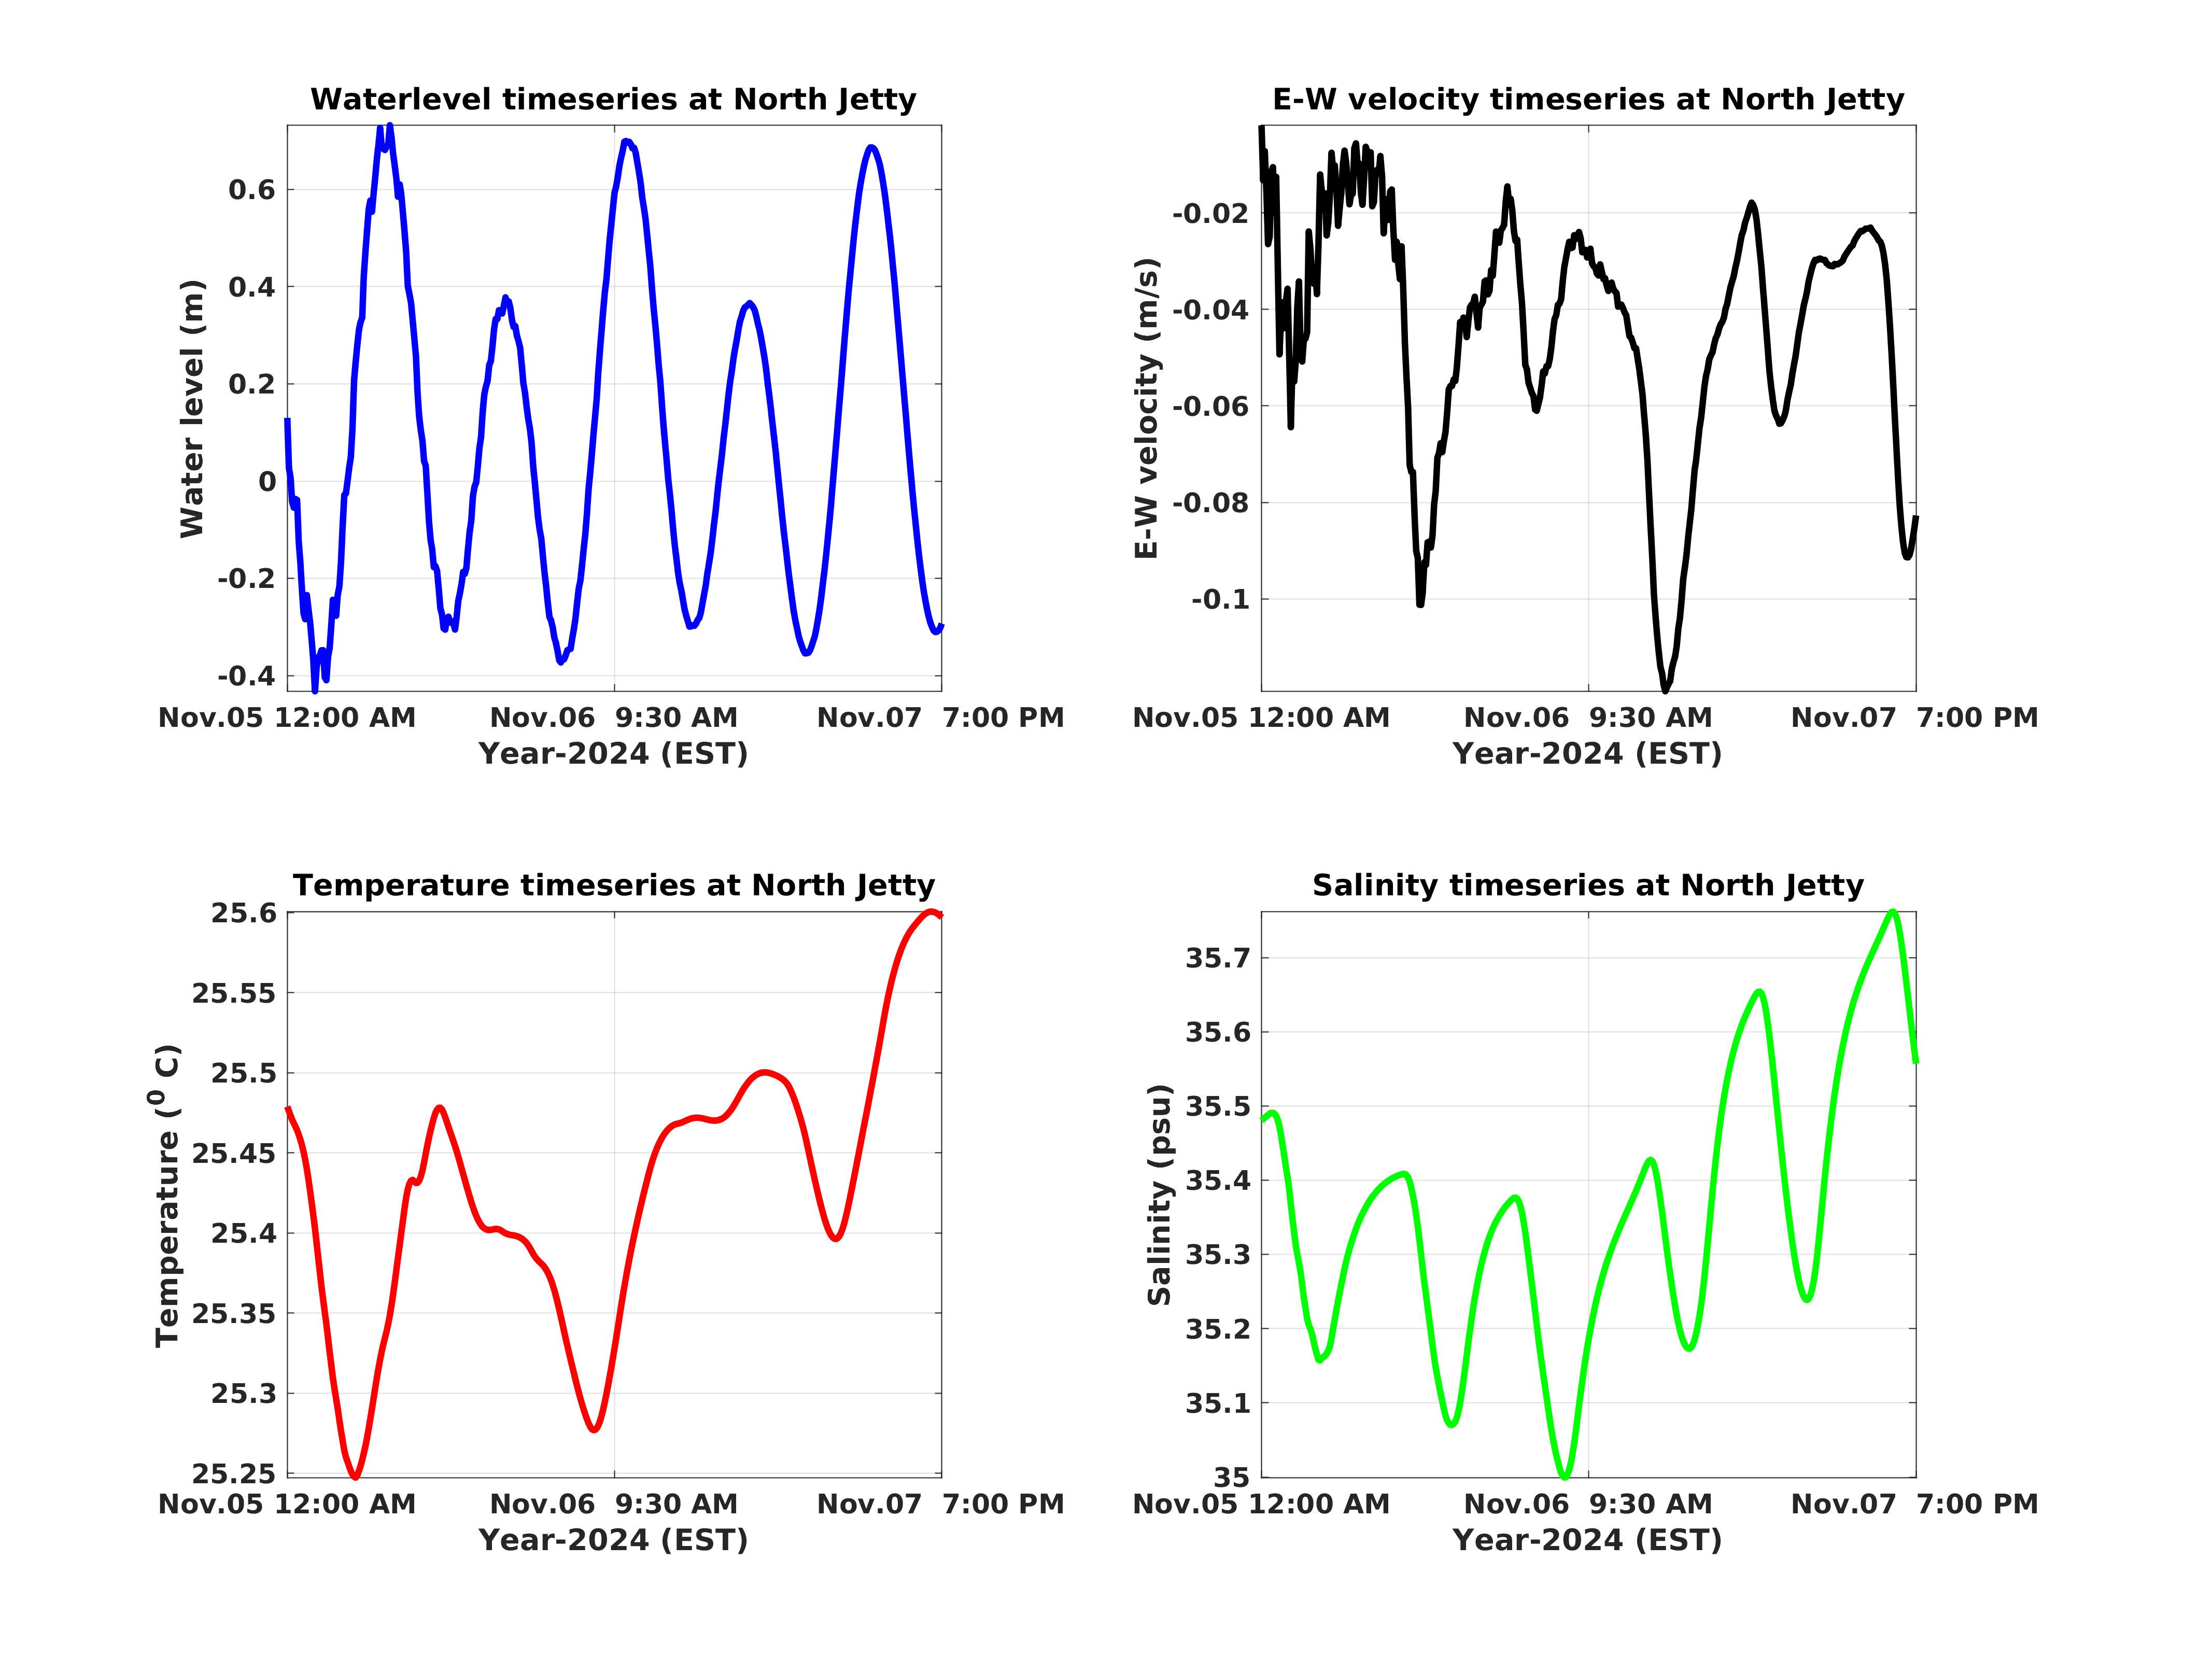 Waterlevel timeseries at North Jetty
0.6
0.4
0.2
0
-0.2
-0.4
Water level (m)
Nov.05 12:00 AM Nov.06 9:30 AM Nov.07 7:00 PM
Year-2024 (EST)
E-W velocity timeseries at North Jetty
-0.02
-0.04
-0.06
-0.08
-0.1
E-W velocity (m/s)
Nov.05 12:00 AM Nov.06 9:30 AM Nov.07 7:00 PM
Year-2024 (EST)
Temperature timeseries at North Jetty
25.6
25.55
25.5
25.45
25.4
25.35
25.3
25.25
Temperature (⁰ C)
Nov.05 12:00 AM Nov.06 9:30 AM Nov.07 7:00 PM
Year-2024 (EST)
Salinity timeseries at North Jetty
35.7
35.6
35.5
35.4
35.3
35.2
35.1
35
Salinity (psu)
Nov.05 12:00 AM Nov.06 9:30 AM Nov.07 7:00 PM
Year-2024 (EST)